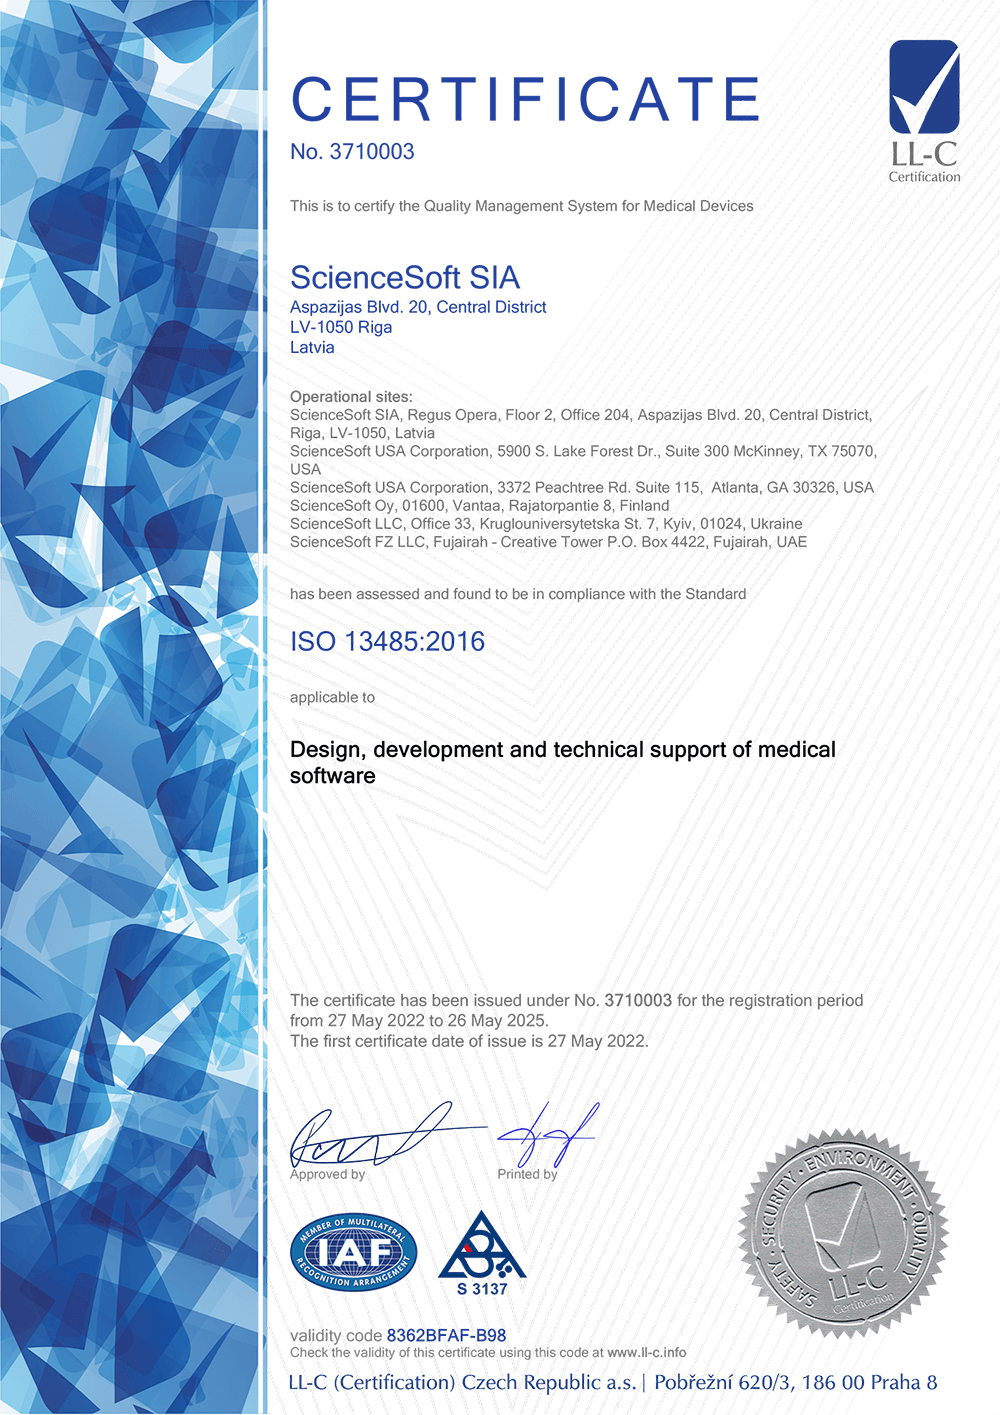 CERTIFICATE
No. 3710003
LL-C
Certification
This is to certify the Quality Management System for Medical Devices
ScienceSoft SIA
Aspazijas Blvd. 20, Central District
LV-1050 Riga
Latvia
Operational sites:
ScienceSoft SIA, Regus Opera, Floor 2, Office 204, Aspazijas Blvd. 20, Central District,
Riga, LV-1050, Latvia
ScienceSoft USA Corporation, 5900 S. Lake Forest Dr., Suite 300 McKinney, TX 75070,
USA
ScienceSoft USA Corporation, 3372 Peachtree Rd. Suite 115, Atlanta, GA 30326, USA
ScienceSoft Oy, 01600, Vantaa, Rajatorpantie 8, Finland
ScienceSoft LLC, Office 33, Kruglouniversytetska St. 7, Kyiv, 01024, Ukraine
ScienceSoft FZ LLC, Fujairah - Creative Tower P.O. Box 4422, Fujairah, UAE
has been assessed and found to be in compliance with the Standard
ISO 13485:2016
applicable to
Design, development and technical support of medical
software
The certificate has been issued under No. 3710003 for the registration period
from 27 May 2022 to 26 May 2025.
The first certificate date of issue is 27 May 2022.
Approved by
Printed by
MEMBER OF MULTILATERAL
IAF
RECOGNITION ARRANGEMENT
S 3137
SAFETY · SECURITY · ENVIRONMENT · QUALITY
LL-C
Certification
validity code 8362BFAF-B98
Check the validity of this certificate using this code at www.ll-c.info
LL-C (Certification) Czech Republic a.s. | Pobřežní 620/3, 186 00 Praha 8